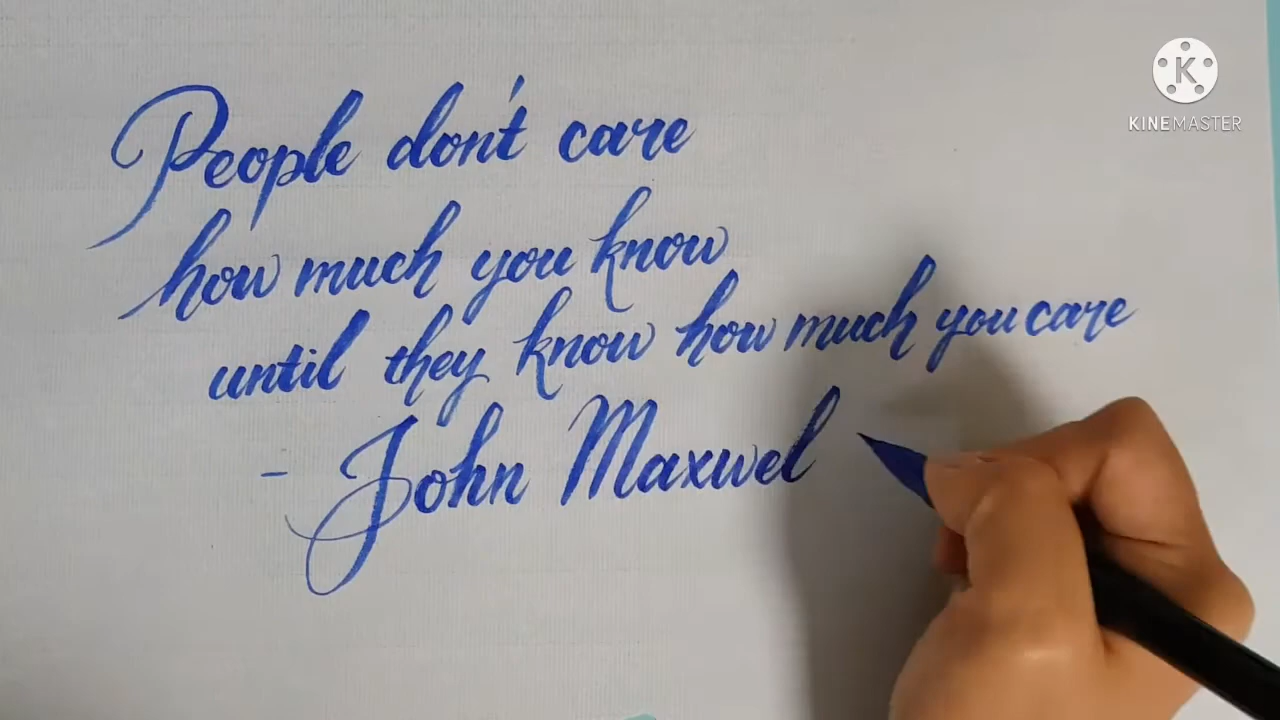 People don't care
how much you know
until they know how much you care
- John Maxwel
K
KINEMASTER